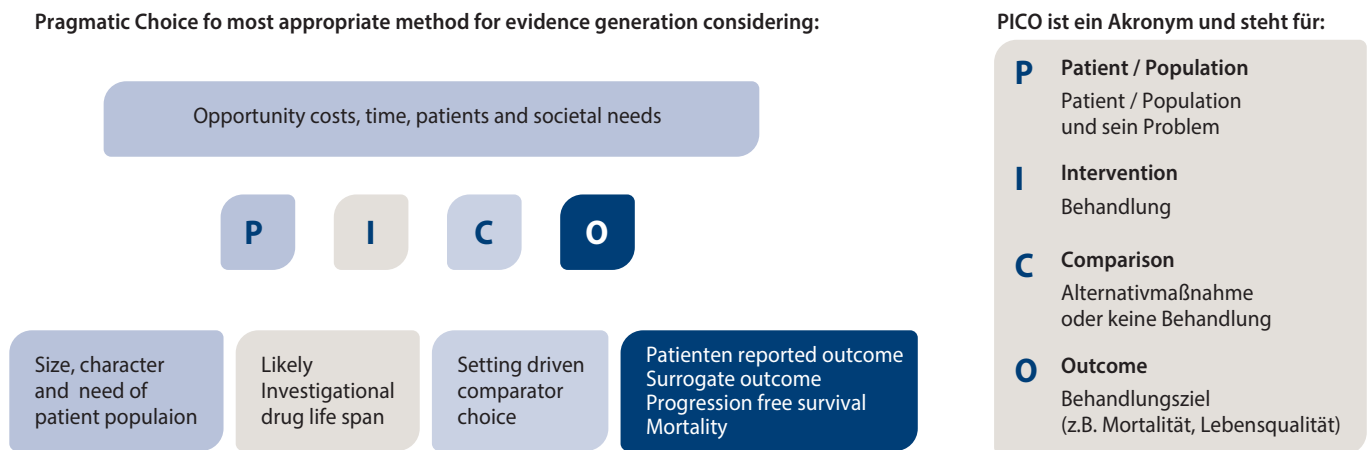 Pragmatic Choice fo most appropriate method for evidence generation considering:
Opportunity costs, time, patients and societal needs
P
I
C
O
Size, character
and need of
patient populaion
Likely
Investigational
drug life span
Setting driven
comparator
choice
Patienten reported outcome
Surrogate outcome
Progression free survival
Mortality
PICO ist ein Akronym und steht für:
P Patient / Population
Patient / Population
und sein Problem
I Intervention
Behandlung
C Comparison
Alternativmaßnahme
oder keine Behandlung
O Outcome
Behandlungsziel
(z.B. Mortalität, Lebensqualität)